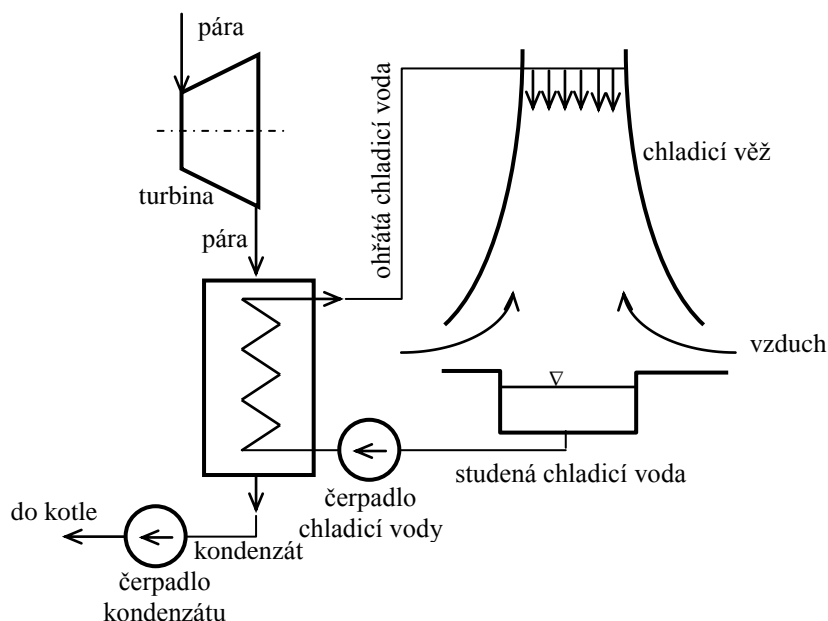 pára
turbina
pára
ohřátá chladicí voda
chladicí věž
vzduch
studená chladicí voda
čerpadlo
chladicí vody
do kotle
kondenzát
čerpadlo
kondenzátu